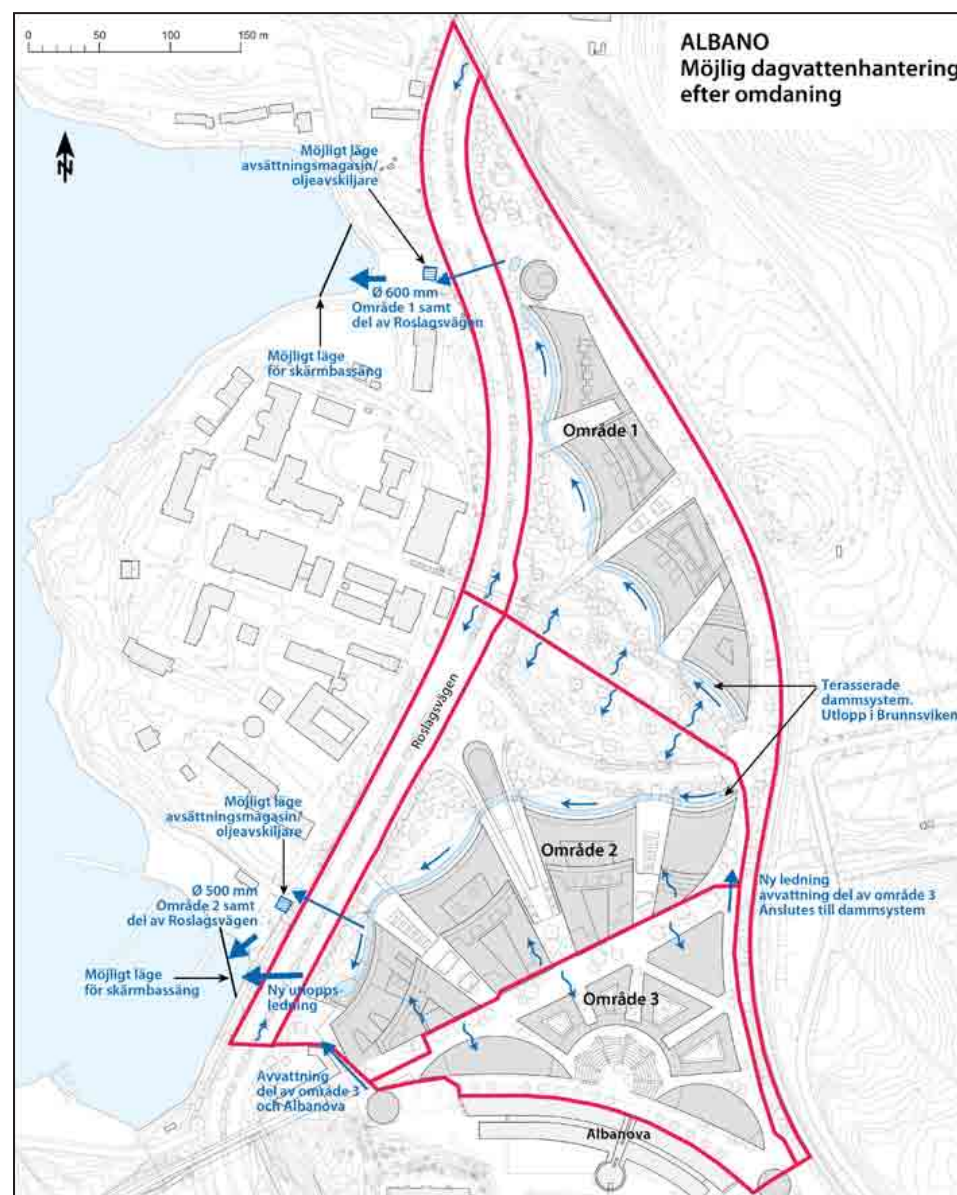 0 50 100 150 m
ALBANO
Möjlig dagvattenhantering
efter omdaning
N
Möjligt läge
avsättningsmagasin/
oljeavskiljare
Ø 600 mm
Område 1 samt
del av Roslagsvägen
Möjligt läge
för skärmbassäng
Område 1
Roslagsvägen
Terasserade
dammsystem.
Utlopp i Brunnsviken
Möjligt läge
avsättningsmagasin/
oljeavskiljare
Område 2
Ø 500 mm
Område 2 samt
del av Roslagsvägen
Ny ledning
avvattning del av område 3
Anslutes till dammsystem
Möjligt läge
för skärmbassäng
Ny utlopps-
ledning
Område 3
Avvattning
del av område 3
och Albanova
Albanova